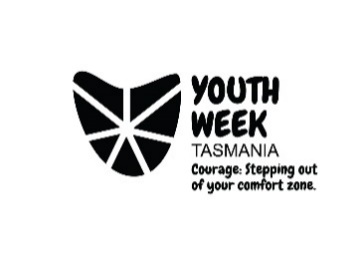 YOUTH
WEEK
TASMANIA
Courage: Stepping out
of your comfort zone.